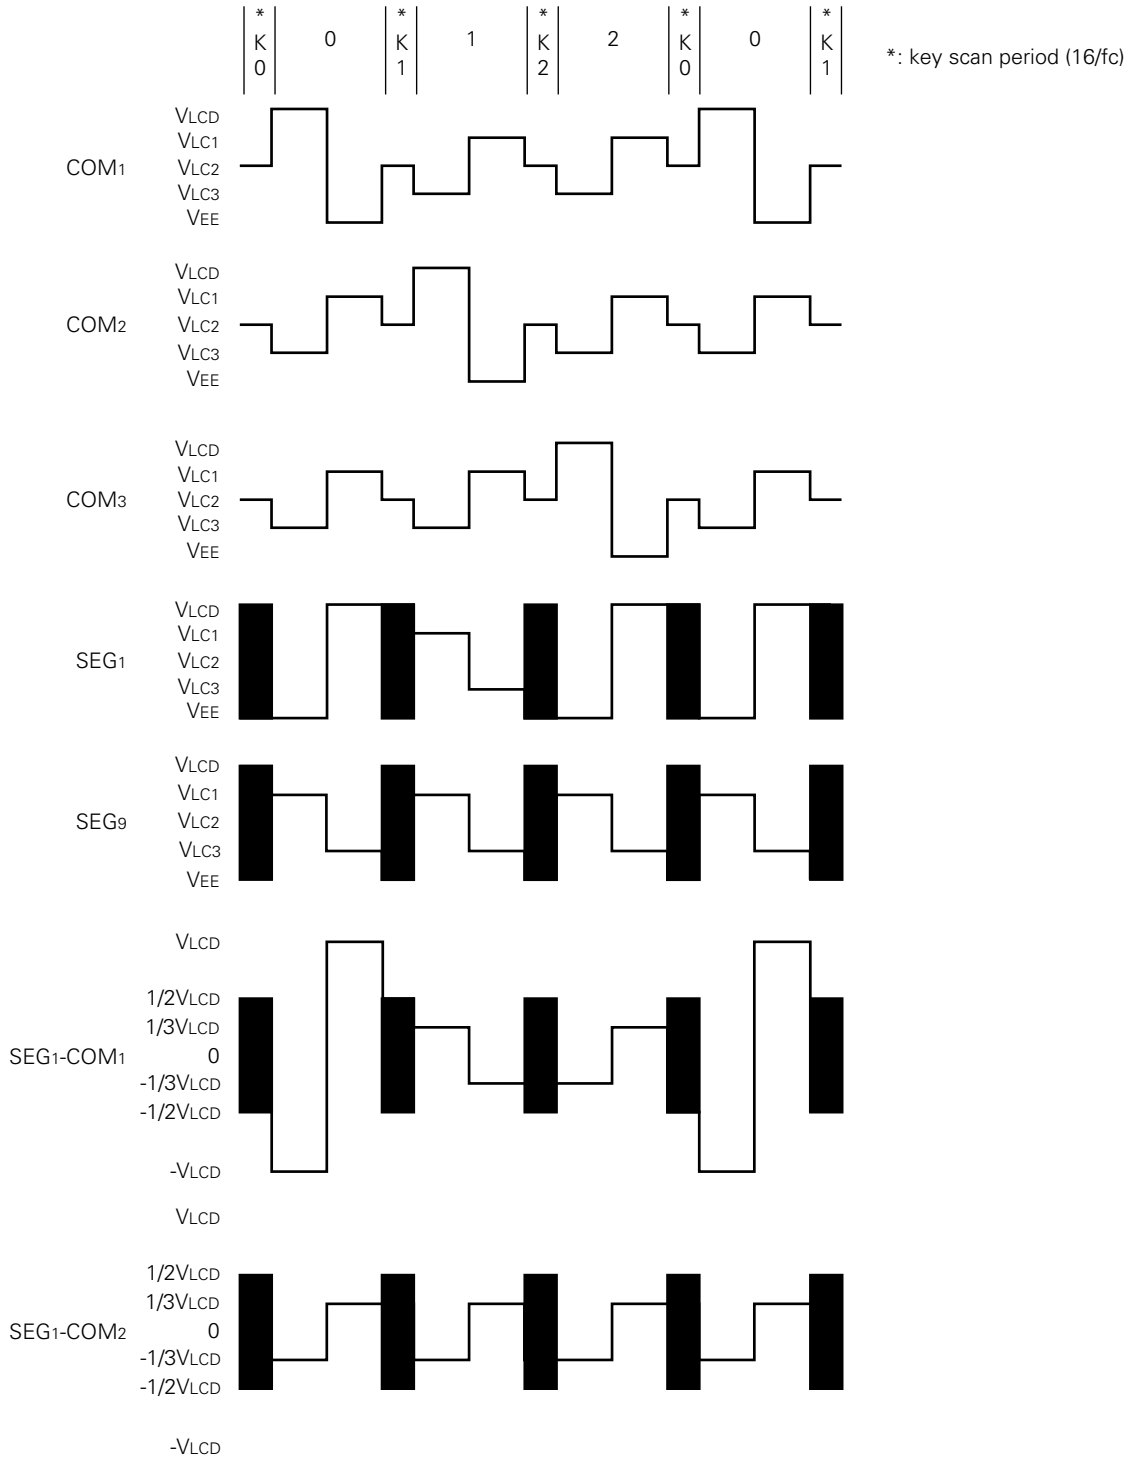 * * * * *
K 0 K 1 K 2 K 0 K
0 1 2 0 1
*: key scan period (16/fc)
VLCD
VLC1
COM1 VLC2
VLC3
VEE
VLCD
VLC1
COM2 VLC2
VLC3
VEE
VLCD
VLC1
COM3 VLC2
VLC3
VEE
VLCD
VLC1
SEG1 VLC2
VLC3
VEE
VLCD
VLC1
SEG9 VLC2
VLC3
VEE
VLCD
1/2VLCD
1/3VLCD
SEG1-COM1 0
-1/3VLCD
-1/2VLCD
-VLCD
VLCD
1/2VLCD
1/3VLCD
SEG1-COM2 0
-1/3VLCD
-1/2VLCD
-VLCD